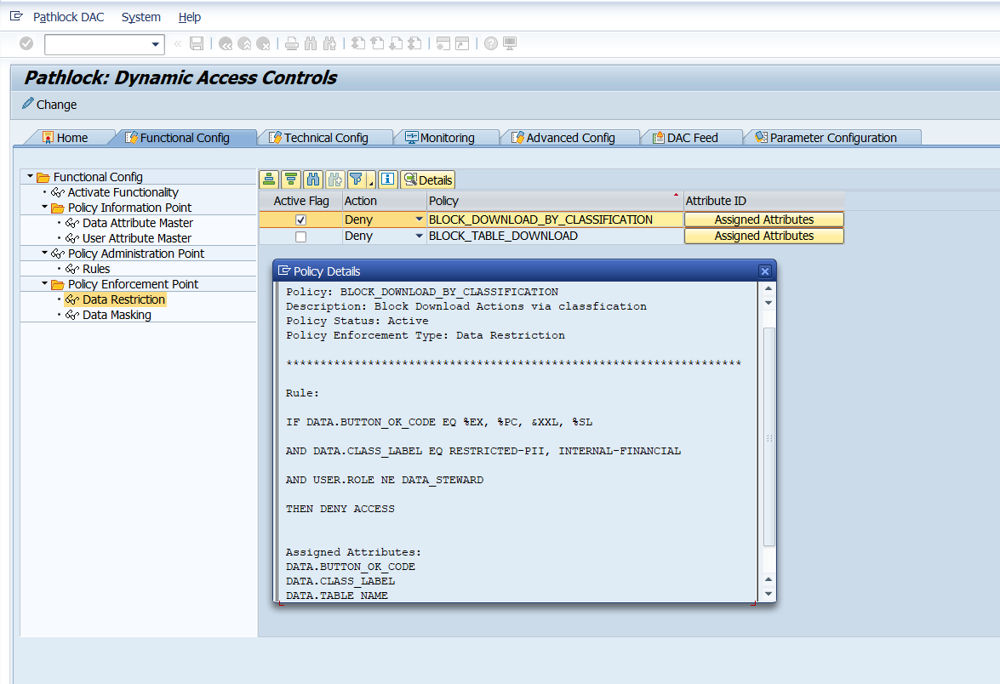 Pathlock DAC System Help
Pathlock: Dynamic Access Controls
Change
Home Functional Config Technical Config Monitoring Advanced Config DAC Feed Parameter Configuration
Functional Config
Activate Functionality
Policy Information Point
Data Attribute Master
User Attribute Master
Policy Administration Point
Rules
Policy Enforcement Point
Data Restriction
Data Masking
Details
Active Flag Action Policy Attribute ID
Deny BLOCK_DOWNLOAD_BY_CLASSIFICATION Assigned Attributes
Deny BLOCK_TABLE_DOWNLOAD Assigned Attributes
Policy Details
Policy: BLOCK_DOWNLOAD_BY_CLASSIFICATION
Description: Block Download Actions via classfication
Policy Status: Active
Policy Enforcement Type: Data Restriction
*******************************************************************
Rule:
IF DATA.BUTTON_OK_CODE EQ %EX, %PC, &XXL, %SL
AND DATA.CLASS_LABEL EQ RESTRICTED-PII, INTERNAL-FINANCIAL
AND USER.ROLE NE DATA_STEWARD
THEN DENY ACCESS
Assigned Attributes:
DATA.BUTTON_OK_CODE
DATA.CLASS_LABEL
DATA.TABLE_NAME